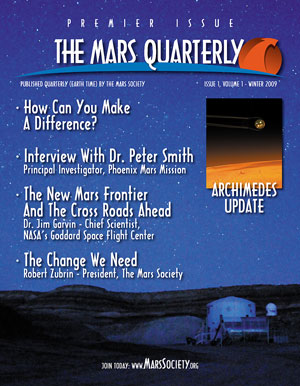 PREMIER ISSUE
THE MARS QUARTERLY
PUBLISHED QUARTERLY (EARTH TIME) BY THE MARS SOCIETY
ISSUE 1, VOLUME 1 - WINTER 2009
· How Can You Make
A Difference?
· Interview With Dr. Peter Smith
Principal Investigator, Phoenix Mars Mission
· The New Mars Frontier
And The Cross Roads Ahead
Dr. Jim Garvin - Chief Scientist,
NASA's Goddard Space Flight Center
· The Change We Need
Robert Zubrin - President, The Mars Society
ARCHIMEDES
UPDATE
JOIN TODAY: www.MarsSociety.org